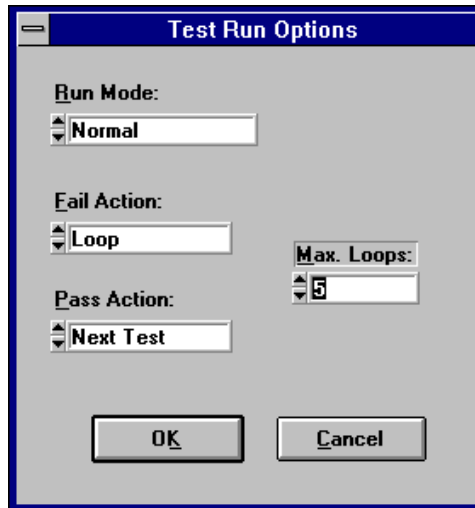 Test Run Options
Run Mode:
Normal
Fail Action:
Loop
Max. Loops:
5
Pass Action:
Next Test
OK
Cancel